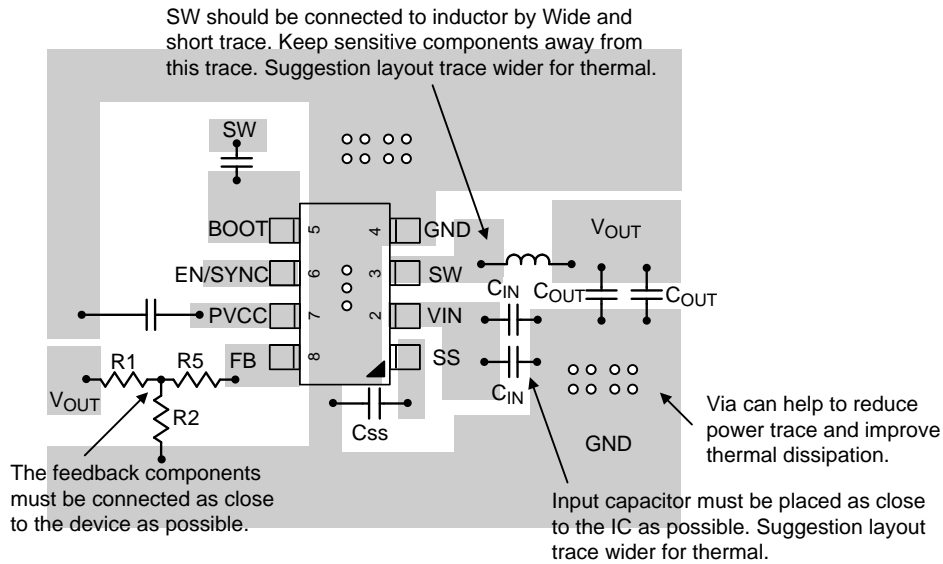 SW should be connected to inductor by Wide and
short trace. Keep sensitive components away from
this trace. Suggestion layout trace wider for thermal.
SW
BOOT
5
4
GND
VOUT
EN/SYNC
6
3
SW
CIN
COUT
COUT
PVCC
7
2
VIN
FB
8
SS
R1
R5
VOUT
R2
CSS
CIN
GND
Via can help to reduce
power trace and improve
thermal dissipation.
The feedback components
must be connected as close
to the device as possible.
Input capacitor must be placed as close
to the IC as possible. Suggestion layout
trace wider for thermal.